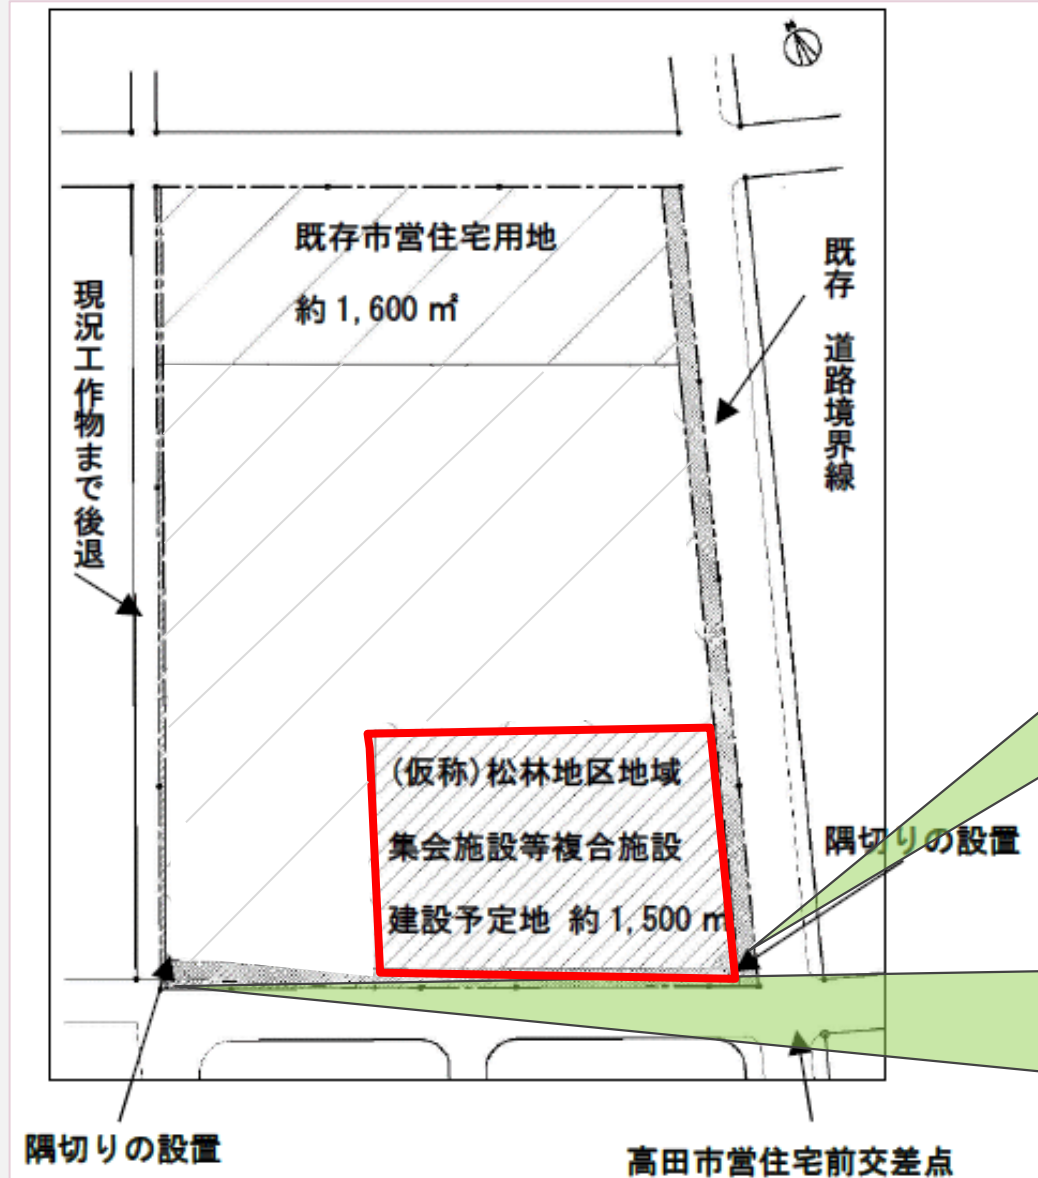 既存市営住宅用地
約 1,600 ㎡
既存 道路境界線
現況工作物まで後退
(仮称)松林地区地域
集会施設等複合施設
建設予定地 約 1,500 ㎡
隅切りの設置
隅切りの設置
高田市営住宅前交差点